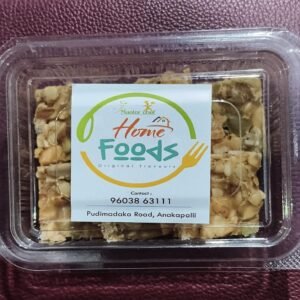 Home
Foods
Original Flavours
Contact :
96038 63111
Pudimadaka Road, Anakapalli